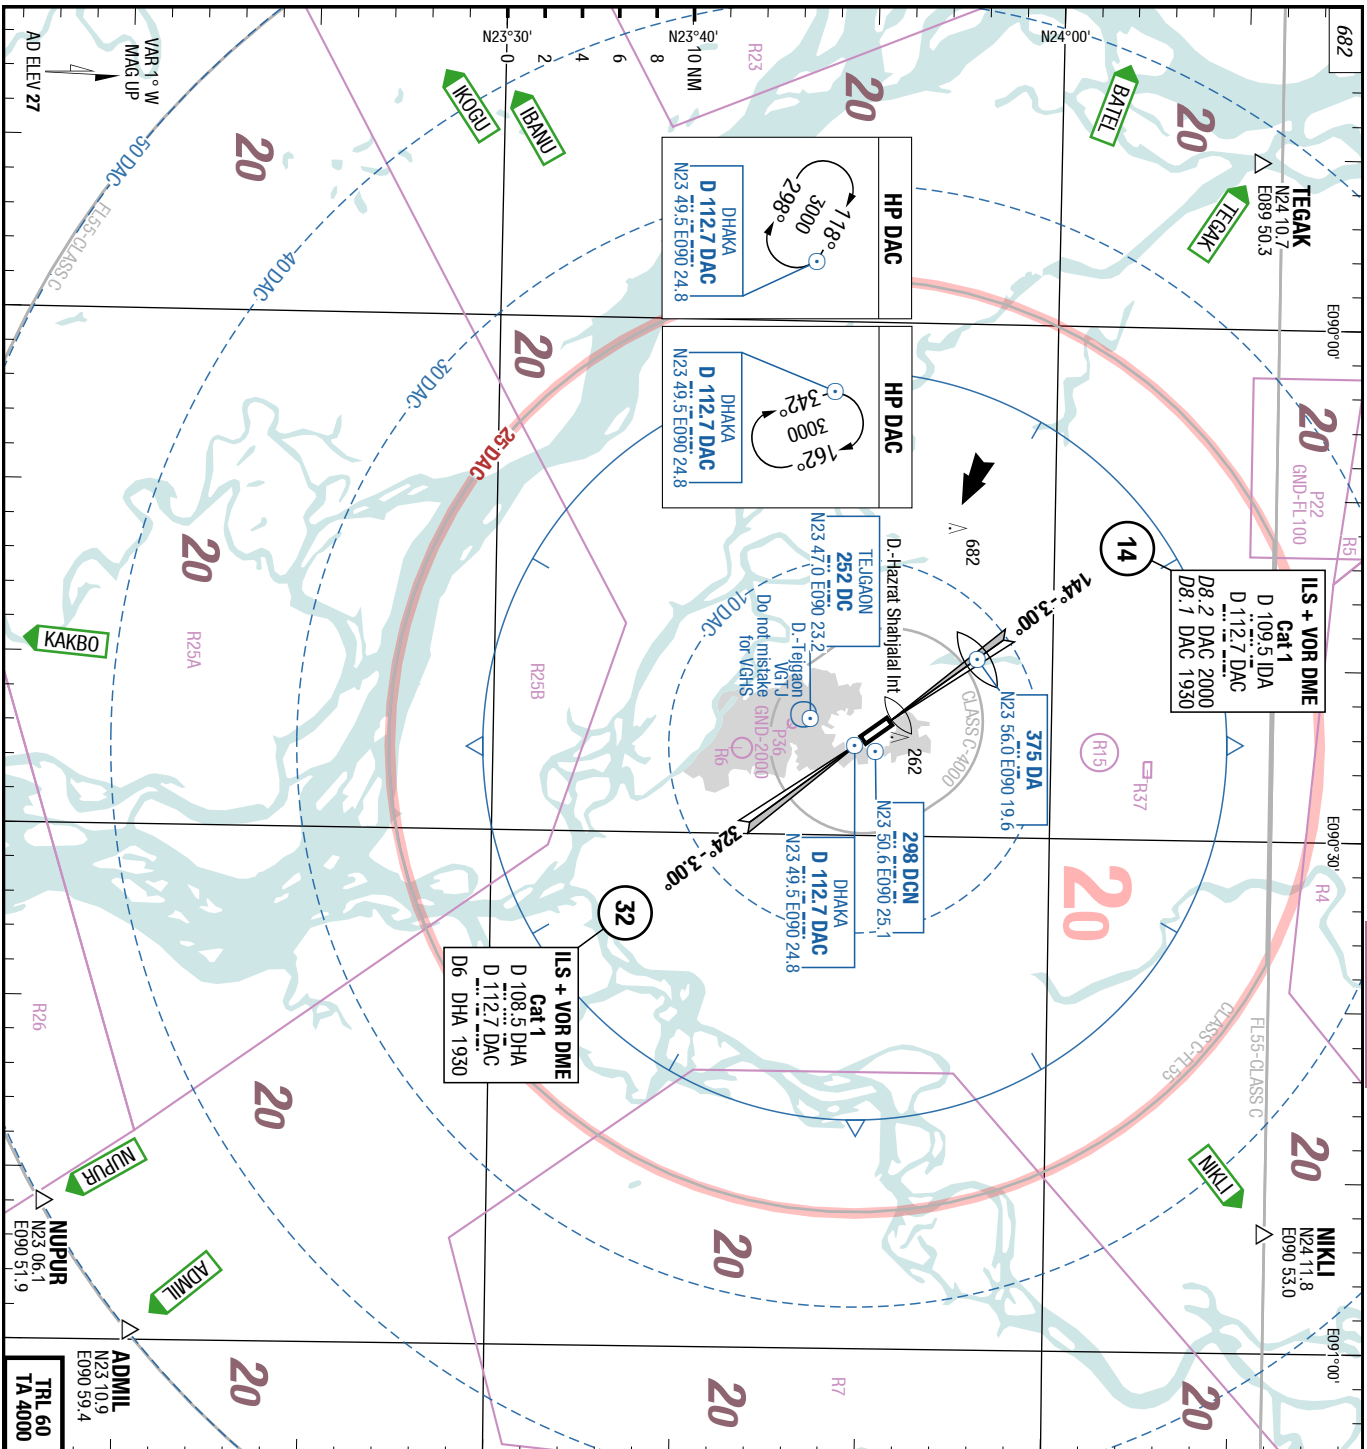 682
TEGAK
N24 10.7
E089 50.3
TEGAK
BATEL
N24°00'
E090°00'
20
20
20
P22
GND-FL100
R5
R4
ILS + VOR DME
Cat 1
D 109.5 IDA
D 112.7 DAC
D8.2 DAC 2000
D8.1 DAC 1930
14
144°-3.00°
E090°30'
R15
R37
20
FL55-CLASS C
CLASS C-FL55
NIKLI
NIKLI
N24 11.8
E090 53.0
20
E091°00'
20
HP DAC
118°
3000
298°
DHAKA
D 112.7 DAC
N23 49.5 E090 24.8
HP DAC
342°
3000
162°
DHAKA
D 112.7 DAC
N23 49.5 E090 24.8
682
D.-Hazrat Shahjalal Int
TEJGAON
252 DC
N23 47.0 E090 23.2
D.-Tejgaon
VGTJ
Do not mistake
for VGHS
10 DAC
P36
GND-2000
R6
262
CLASS C-4000
375 DA
N23 56.0 E090 19.6
298 DCN
N23 50.6 E090 25.1
DHAKA
D 112.7 DAC
N23 49.5 E090 24.8
324°-3.00°
32
ILS + VOR DME
Cat 1
D 108.5 DHA
D 112.7 DAC
D6 DHA 1930
R23
N23°40'
N23°30'
10 NM
8
6
4
2
0
IBANU
IKOGU
VAR 1° W
MAG UP
AD ELEV 27
20
20
20
50 DAC
FL55-CLASS C
40 DAC
30 DAC
25 DAC
R25A
R25B
KAKBO
R26
20
20
20
R7
20
NUPUR
NUPUR
N23 06.1
E090 51.9
ADMIL
ADMIL
N23 10.9
E090 59.4
TRL 60
TA 4000